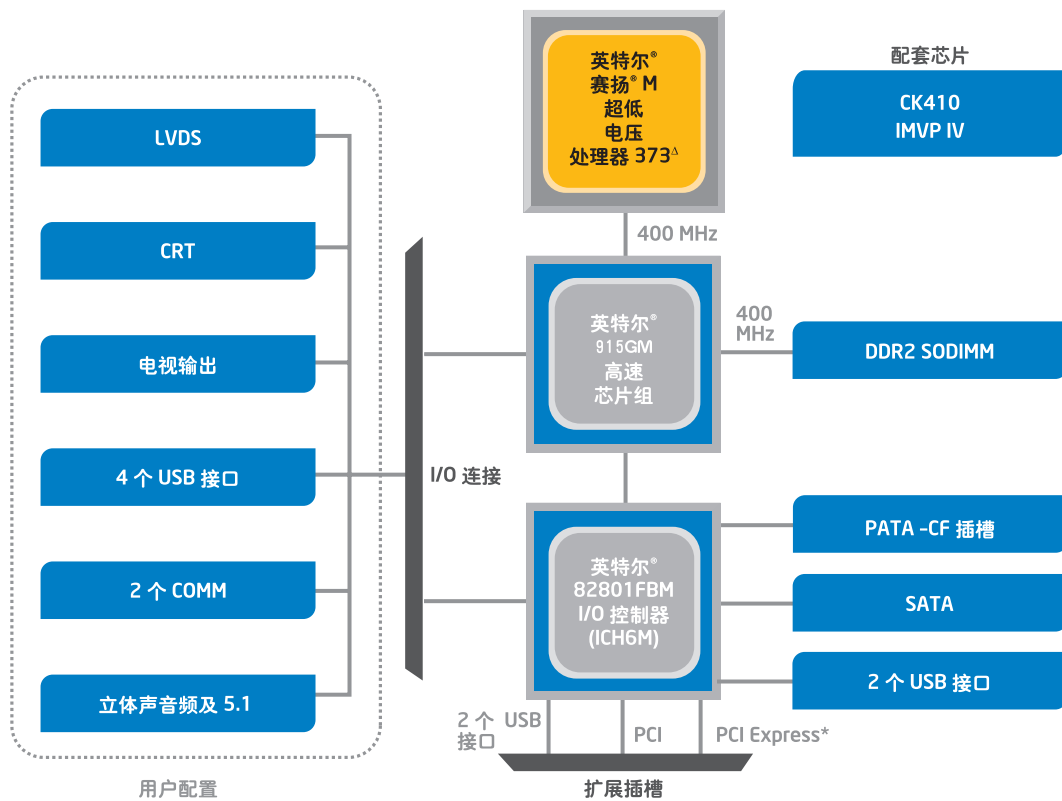 英特尔®
赛扬® M
超低
电压
处理器 373Δ
配套芯片
CK410
IMVP IV
LVDS
CRT
电视输出
4 个 USB 接口
2 个 COMM
立体声音频及 5.1
用户配置
I/O 连接
400 MHz
英特尔®
915GM
高速
芯片组
400
MHz
DDR2 SODIMM
英特尔®
82801FBM
I/O 控制器
(ICH6M)
PATA –CF 插槽
SATA
2 个 USB 接口
2 个 USB
接口
PCI
PCI Express*
扩展插槽